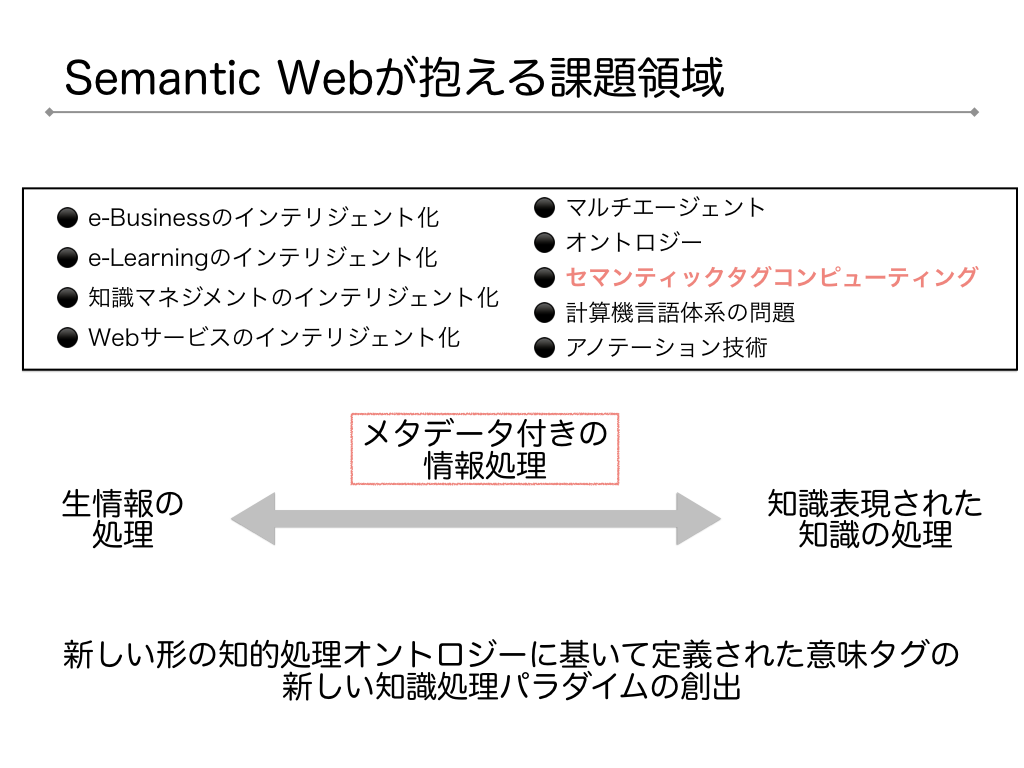 Semantic Webが抱える課題領域
● e-Businessのインテリジェント化
● e-Learningのインテリジェント化
● 知識マネジメントのインテリジェント化
● Webサービスのインテリジェント化
● マルチエージェント
● オントロジー
● セマンティックタグコンピューティング
● 計算機言語体系の問題
● アノテーション技術
メタデータ付きの
情報処理
生情報の
処理
知識表現された
知識の処理
新しい形の知的処理オントロジーに基いて定義された意味タグの
新しい知識処理パラダイムの創出